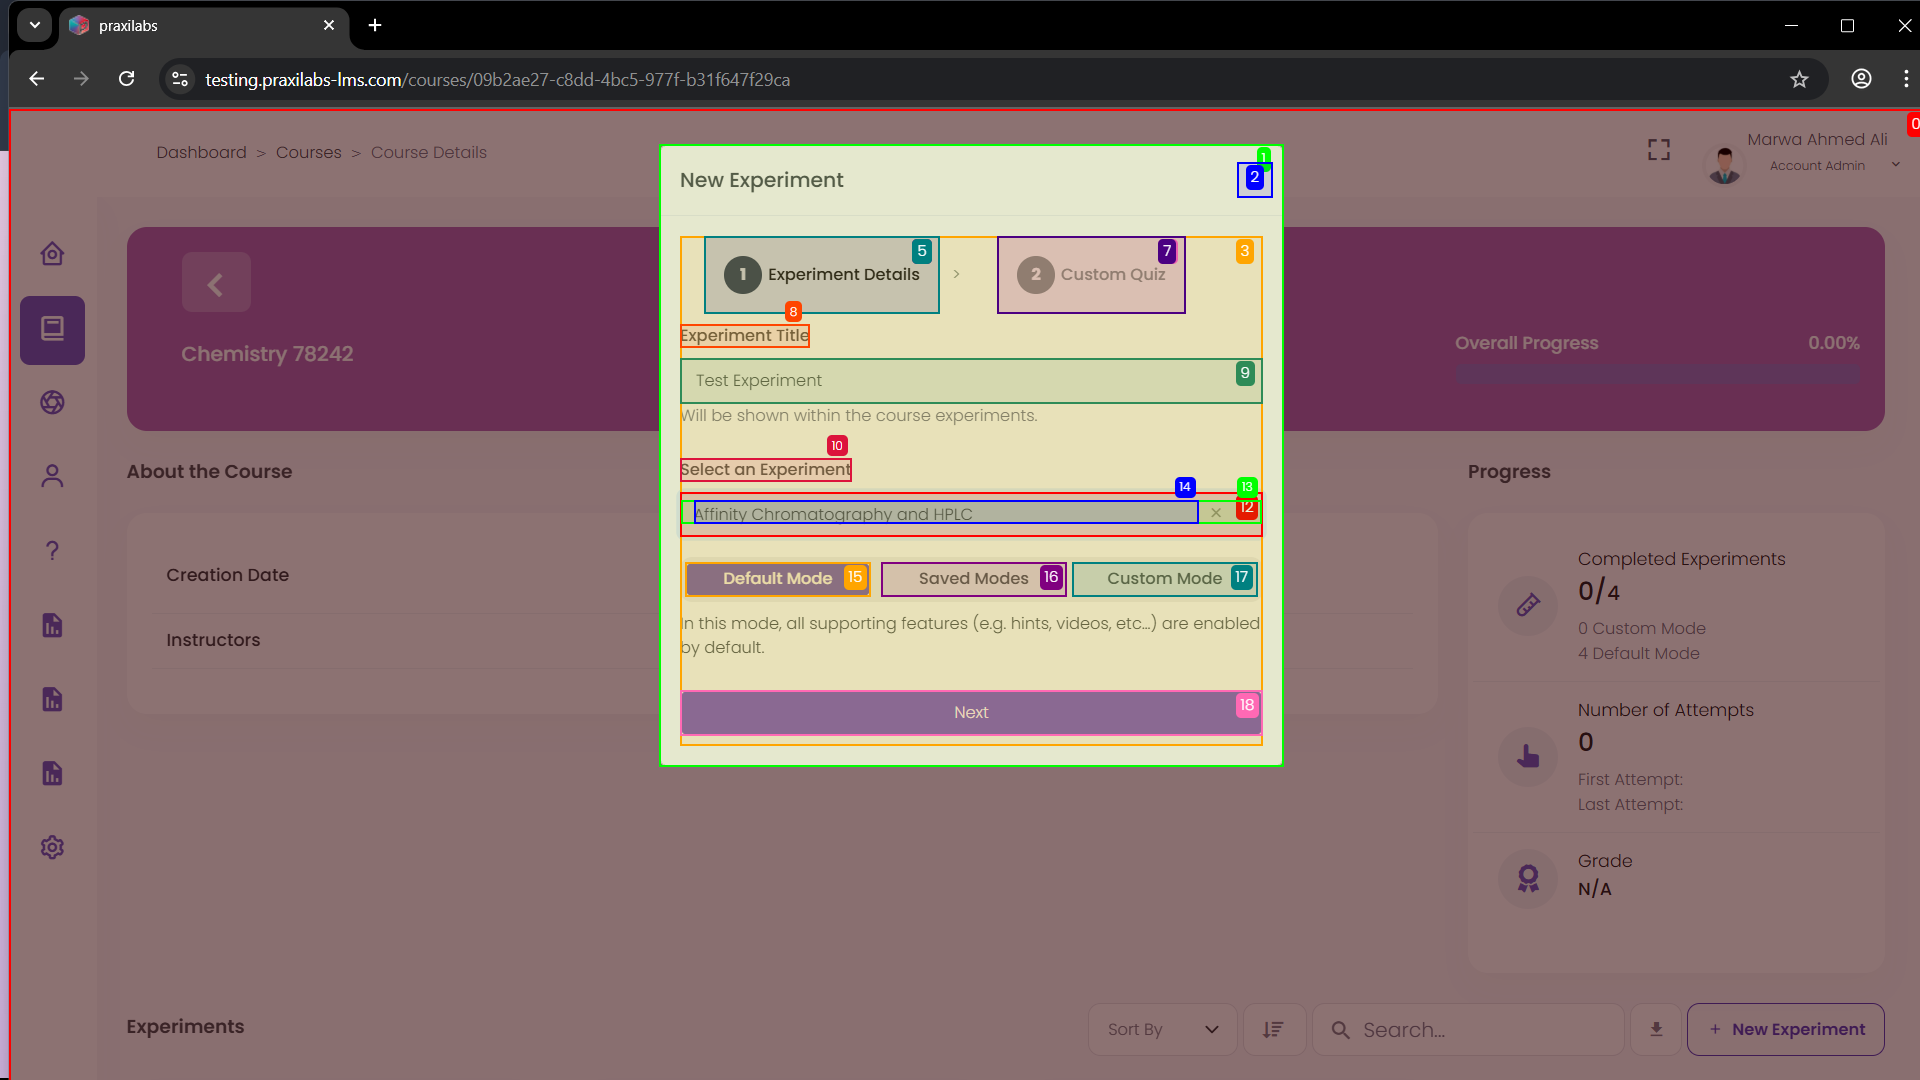 praxilabs
testing.praxilabs-lms.com/courses/09b2ae27-c8dd-4bc5-977f-b31f647f29ca
0
Dashboard > Courses > Course Details
Marwa Ahmed Ali
Account Admin
1
New Experiment
2
3
1 Experiment Details 5
>
2 Custom Quiz 7
Chemistry 78242
Overall Progress 0.00%
8
Experiment Title
Test Experiment 9
Will be shown within the course experiments.
10
Select an Experiment
14
13
Affinity Chromatography and HPLC × 12
Default Mode 15
Saved Modes 16
Custom Mode 17
In this mode, all supporting features (e.g. hints, videos, etc...) are enabled
by default.
Next 18
About the Course
Creation Date
Instructors
Progress
Completed Experiments
0/4
0 Custom Mode
4 Default Mode
Number of Attempts
0
First Attempt:
Last Attempt:
Grade
N/A
Experiments
Sort By
Search...
+ New Experiment